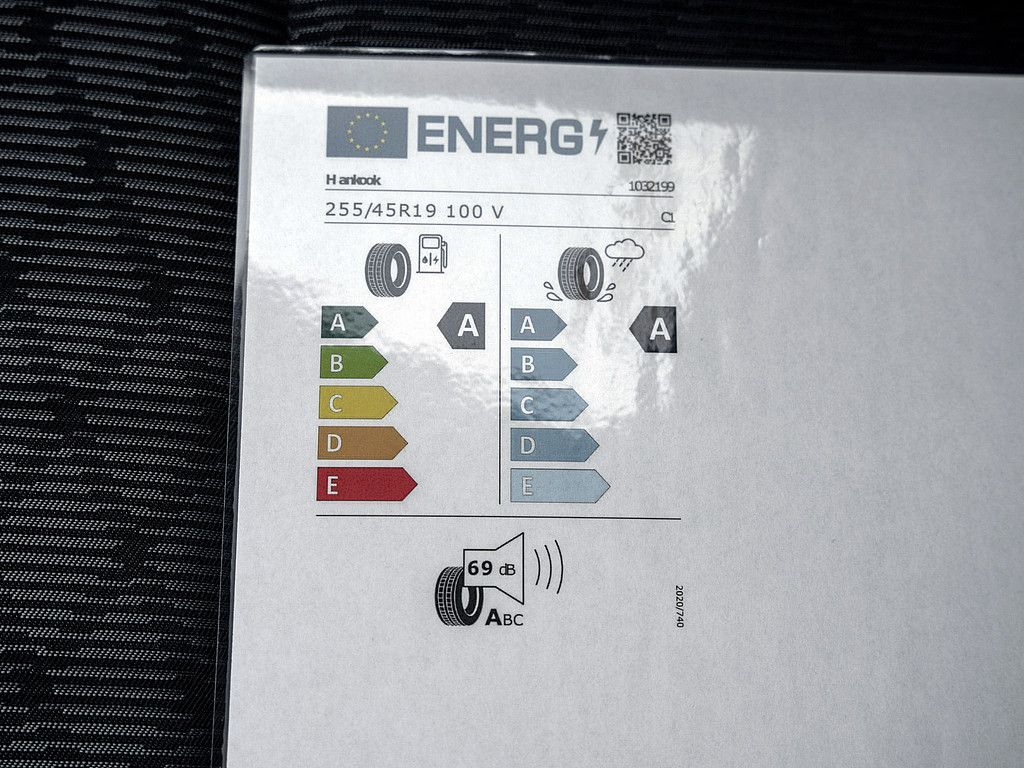 ENERG
Hankook 1032199
255/45R19 100 V C1
A A A A
B B
C C
D D
E E
69 dB
ABC
2020/740